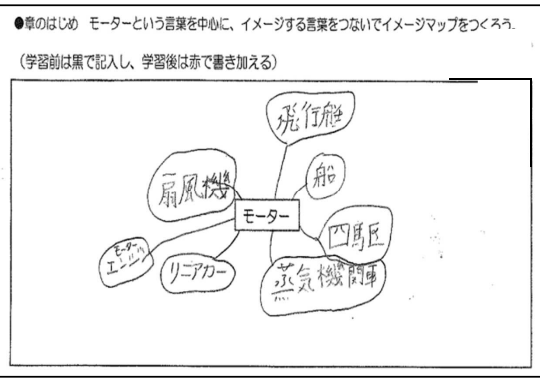 ●章のはじめ　モーターという言葉を中心に、イメージする言葉をつないでイメージマップをつくろう。
（学習前は黒で記入し、学習後は赤で書き加える）
飛行艇
船
扇風機
モーター
四馬区
モーター
エンジン
リニアカー
蒸気機関車